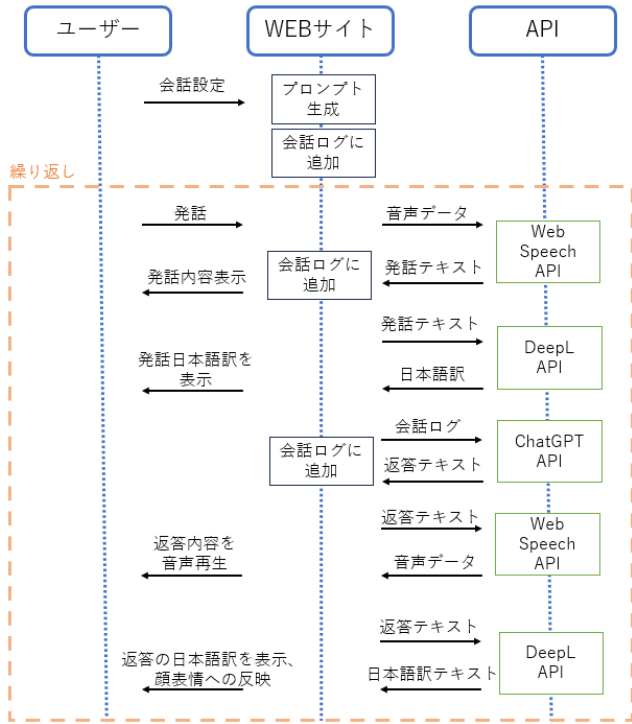 ユーザー
WEBサイト
API
会話設定
プロンプト
生成
会話ログに
追加
繰り返し
発話
音声データ
Web
Speech
API
会話ログに
追加
発話テキスト
発話内容表示
発話テキスト
DeepL
API
発話日本語訳を
表示
日本語訳
会話ログ
ChatGPT
API
会話ログに
追加
返答テキスト
返答テキスト
Web
Speech
API
返答内容を
音声再生
音声データ
返答テキスト
DeepL
API
返答の日本語訳を表示、
顔表情への反映
日本語訳テキスト